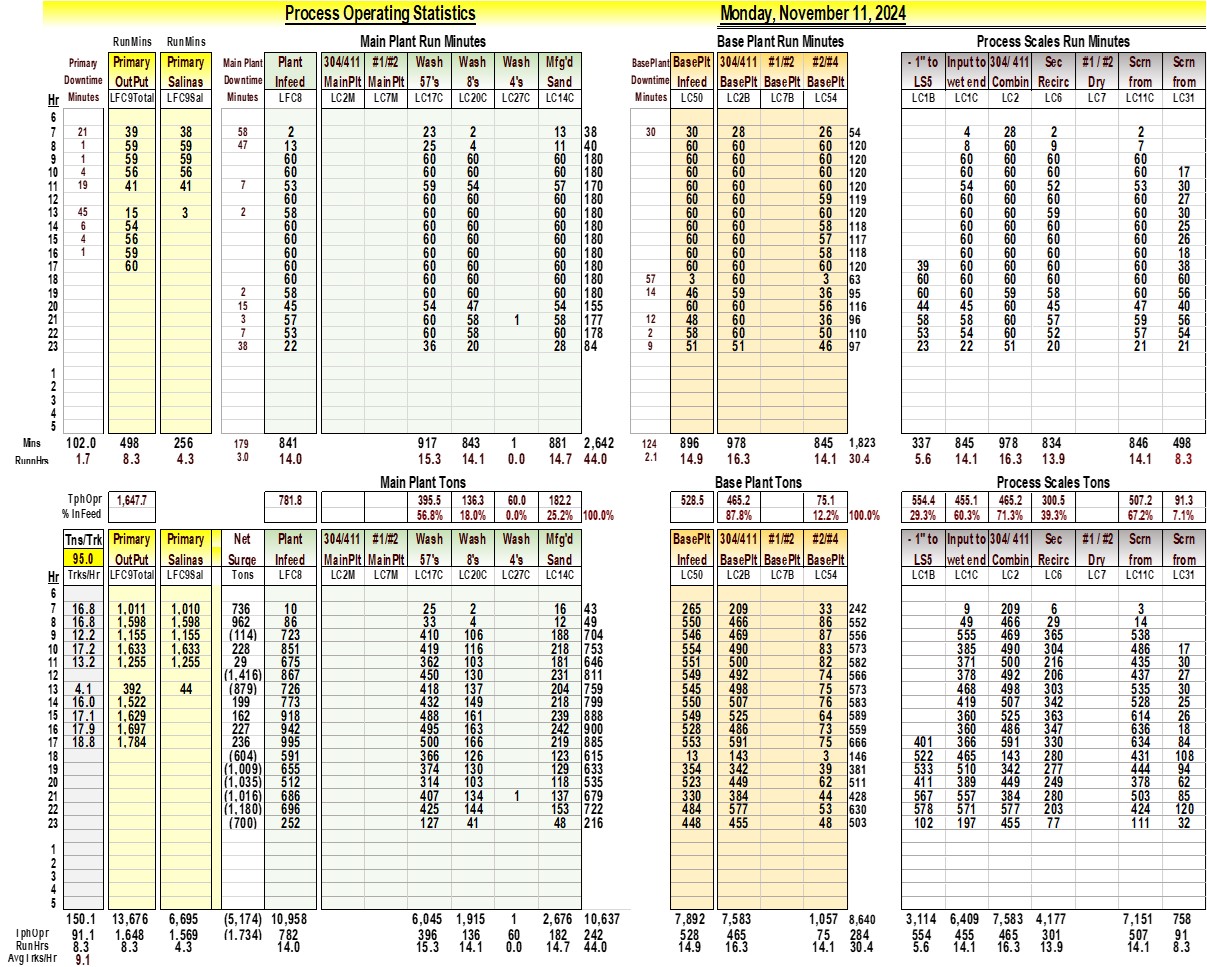 Process Operating Statistics Monday, November 11, 2024
RunMins RunMins Main Plant Run Minutes Base Plant Run Minutes Process Scales Run Minutes
Primary Primary Primary Main Plant Plant 304/411 #1/#2 Wash Wash Wash Mfg'd BasePlant BasePlt 304/411 #1/#2 #2/#4 - 1" to Input to 304/ 411 Sec #1 / #2 Scrn Scrn
Downtime OutPut Salinas Downtime Infeed MainPlt MainPlt 57's 8's 4's Sand Downtime Infeed BasePlt BasePlt BasePlt LS5 wet end Combin Recirc Dry from from
Hr Minutes LFC9Total LFC9Sal Minutes LFC8 LC2M LC7M LC17C LC20C LC27C LC14C Minutes LC50 LC2B LC7B LC54 LC1B LC1C LC2 LC6 LC7 LC11C LC31
6
7 21 39 38 58 2 23 2 13 38 30 30 28 26 54 4 28 2 2
8 1 59 59 47 13 25 4 11 40 60 60 60 120 8 60 9 7
9 1 59 59 60 60 60 60 180 60 60 60 120 60 60 60 60
10 4 56 56 60 60 60 60 180 60 60 60 120 60 60 60 60 17
11 19 41 41 7 53 59 54 57 170 60 60 60 120 54 60 52 53 30
12 60 60 60 60 180 60 60 59 119 60 60 60 60 27
13 45 15 3 2 58 60 60 60 180 60 60 60 120 60 60 59 60 30
14 6 54 60 60 60 60 180 60 60 58 118 60 60 60 60 25
15 4 56 60 60 60 60 180 60 60 57 117 60 60 60 60 26
16 1 59 60 60 60 60 180 60 60 58 118 60 60 60 60 18
17 60 60 60 60 60 180 60 60 60 120 39 60 60 60 60 38
18 60 60 60 60 180 57 3 60 3 63 60 60 60 60 60 60
19 2 58 60 60 60 180 14 46 59 36 95 60 60 59 58 60 56
20 15 45 54 47 54 155 60 60 56 116 44 45 60 45 47 40
21 3 57 60 58 1 58 177 12 48 60 36 96 58 58 60 57 59 56
22 7 53 60 58 60 178 2 58 60 50 110 53 54 60 52 57 54
23 38 22 36 20 28 84 9 51 51 46 97 23 22 51 20 21 21
1
2
3
4
5
Mins 102.0 498 256 179 841 917 843 1 881 2,642 124 896 978 845 1,823 337 845 978 834 846 498
RunnHrs 1.7 8.3 4.3 3.0 14.0 15.3 14.1 0.0 14.7 44.0 2.1 14.9 16.3 14.1 30.4 5.6 14.1 16.3 13.9 14.1 8.3
Main Plant Tons Base Plant Tons Process Scales Tons
TphOpr 1,647.7 781.8 395.5 136.3 60.0 182.2 528.5 465.2 75.1 554.4 455.1 465.2 300.5 507.2 91.3
% InFeed 56.8% 18.0% 0.0% 25.2% 100.0% 87.8% 12.2% 100.0% 29.3% 60.3% 71.3% 39.3% 67.2% 7.1%
Tns/Trk Primary Primary Net Plant 304/411 #1/#2 Wash Wash Wash Mfg'd BasePlt 304/411 #1/#2 #2/#4 - 1" to Input to 304/ 411 Sec #1 / #2 Scrn Scrn
95.0 OutPut Salinas Surge Infeed MainPlt MainPlt 57's 8's 4's Sand Infeed BasePlt BasePlt BasePlt LS5 wet end Combin Recirc Dry from from
Hr Trks/Hr LFC9Total LFC9Sal Tons LFC8 LC2M LC7M LC17C LC20C LC27C LC14C LC50 LC2B LC7B LC54 LC1B LC1C LC2 LC6 LC7 LC11C LC31
6
7 16.8 1,011 1,010 736 10 25 2 16 43 265 209 33 242 9 209 6 3
8 16.8 1,598 1,598 962 86 33 4 12 49 550 466 86 552 49 466 29 14
9 12.2 1,155 1,155 (114) 723 410 106 188 704 546 469 87 556 555 469 365 538
10 17.2 1,633 1,633 228 851 419 116 218 753 554 490 83 573 385 490 304 486 17
11 13.2 1,255 1,255 29 675 362 103 181 646 551 500 82 582 371 500 216 435 30
12 (1,416) 867 450 130 231 811 549 492 74 566 378 492 206 437 27
13 4.1 392 44 (879) 726 418 137 204 759 545 498 75 573 468 498 303 535 30
14 16.0 1,522 199 773 432 149 218 799 550 507 76 583 419 507 342 528 25
15 17.1 1,629 162 918 488 161 239 888 549 525 64 589 360 525 363 614 26
16 17.9 1,697 227 942 495 163 242 900 528 486 73 559 360 486 347 636 18
17 18.8 1,784 236 995 500 166 219 885 553 591 75 666 401 366 591 330 634 84
18 (604) 591 366 126 123 615 13 143 3 146 522 465 143 280 431 108
19 (1,009) 655 374 130 129 633 354 342 39 381 533 510 342 277 444 94
20 (1,035) 512 314 103 118 535 523 449 62 511 411 389 449 249 378 62
21 (1,016) 686 407 134 1 137 679 330 384 44 428 567 557 384 280 503 85
22 (1,180) 696 425 144 153 722 484 577 53 630 578 571 577 203 424 120
23 (700) 252 127 41 48 216 448 455 48 503 102 197 455 77 111 32
1
2
3
4
5
150.1 13,676 6,695 (5,174) 10,958 6,045 1,915 1 2,676 10,637 7,892 7,583 1,057 8,640 3,114 6,409 7,583 4,177 7,151 758
TphOpr 91.1 1,648 1,569 (1,734) 782 396 136 60 182 242 528 465 75 284 554 455 465 301 507 91
RunHrs 8.3 8.3 4.3 14.0 15.3 14.1 0.0 14.7 44.0 14.9 16.3 14.1 30.4 5.6 14.1 16.3 13.9 14.1 8.3
AvgTrks/Hr 9.1